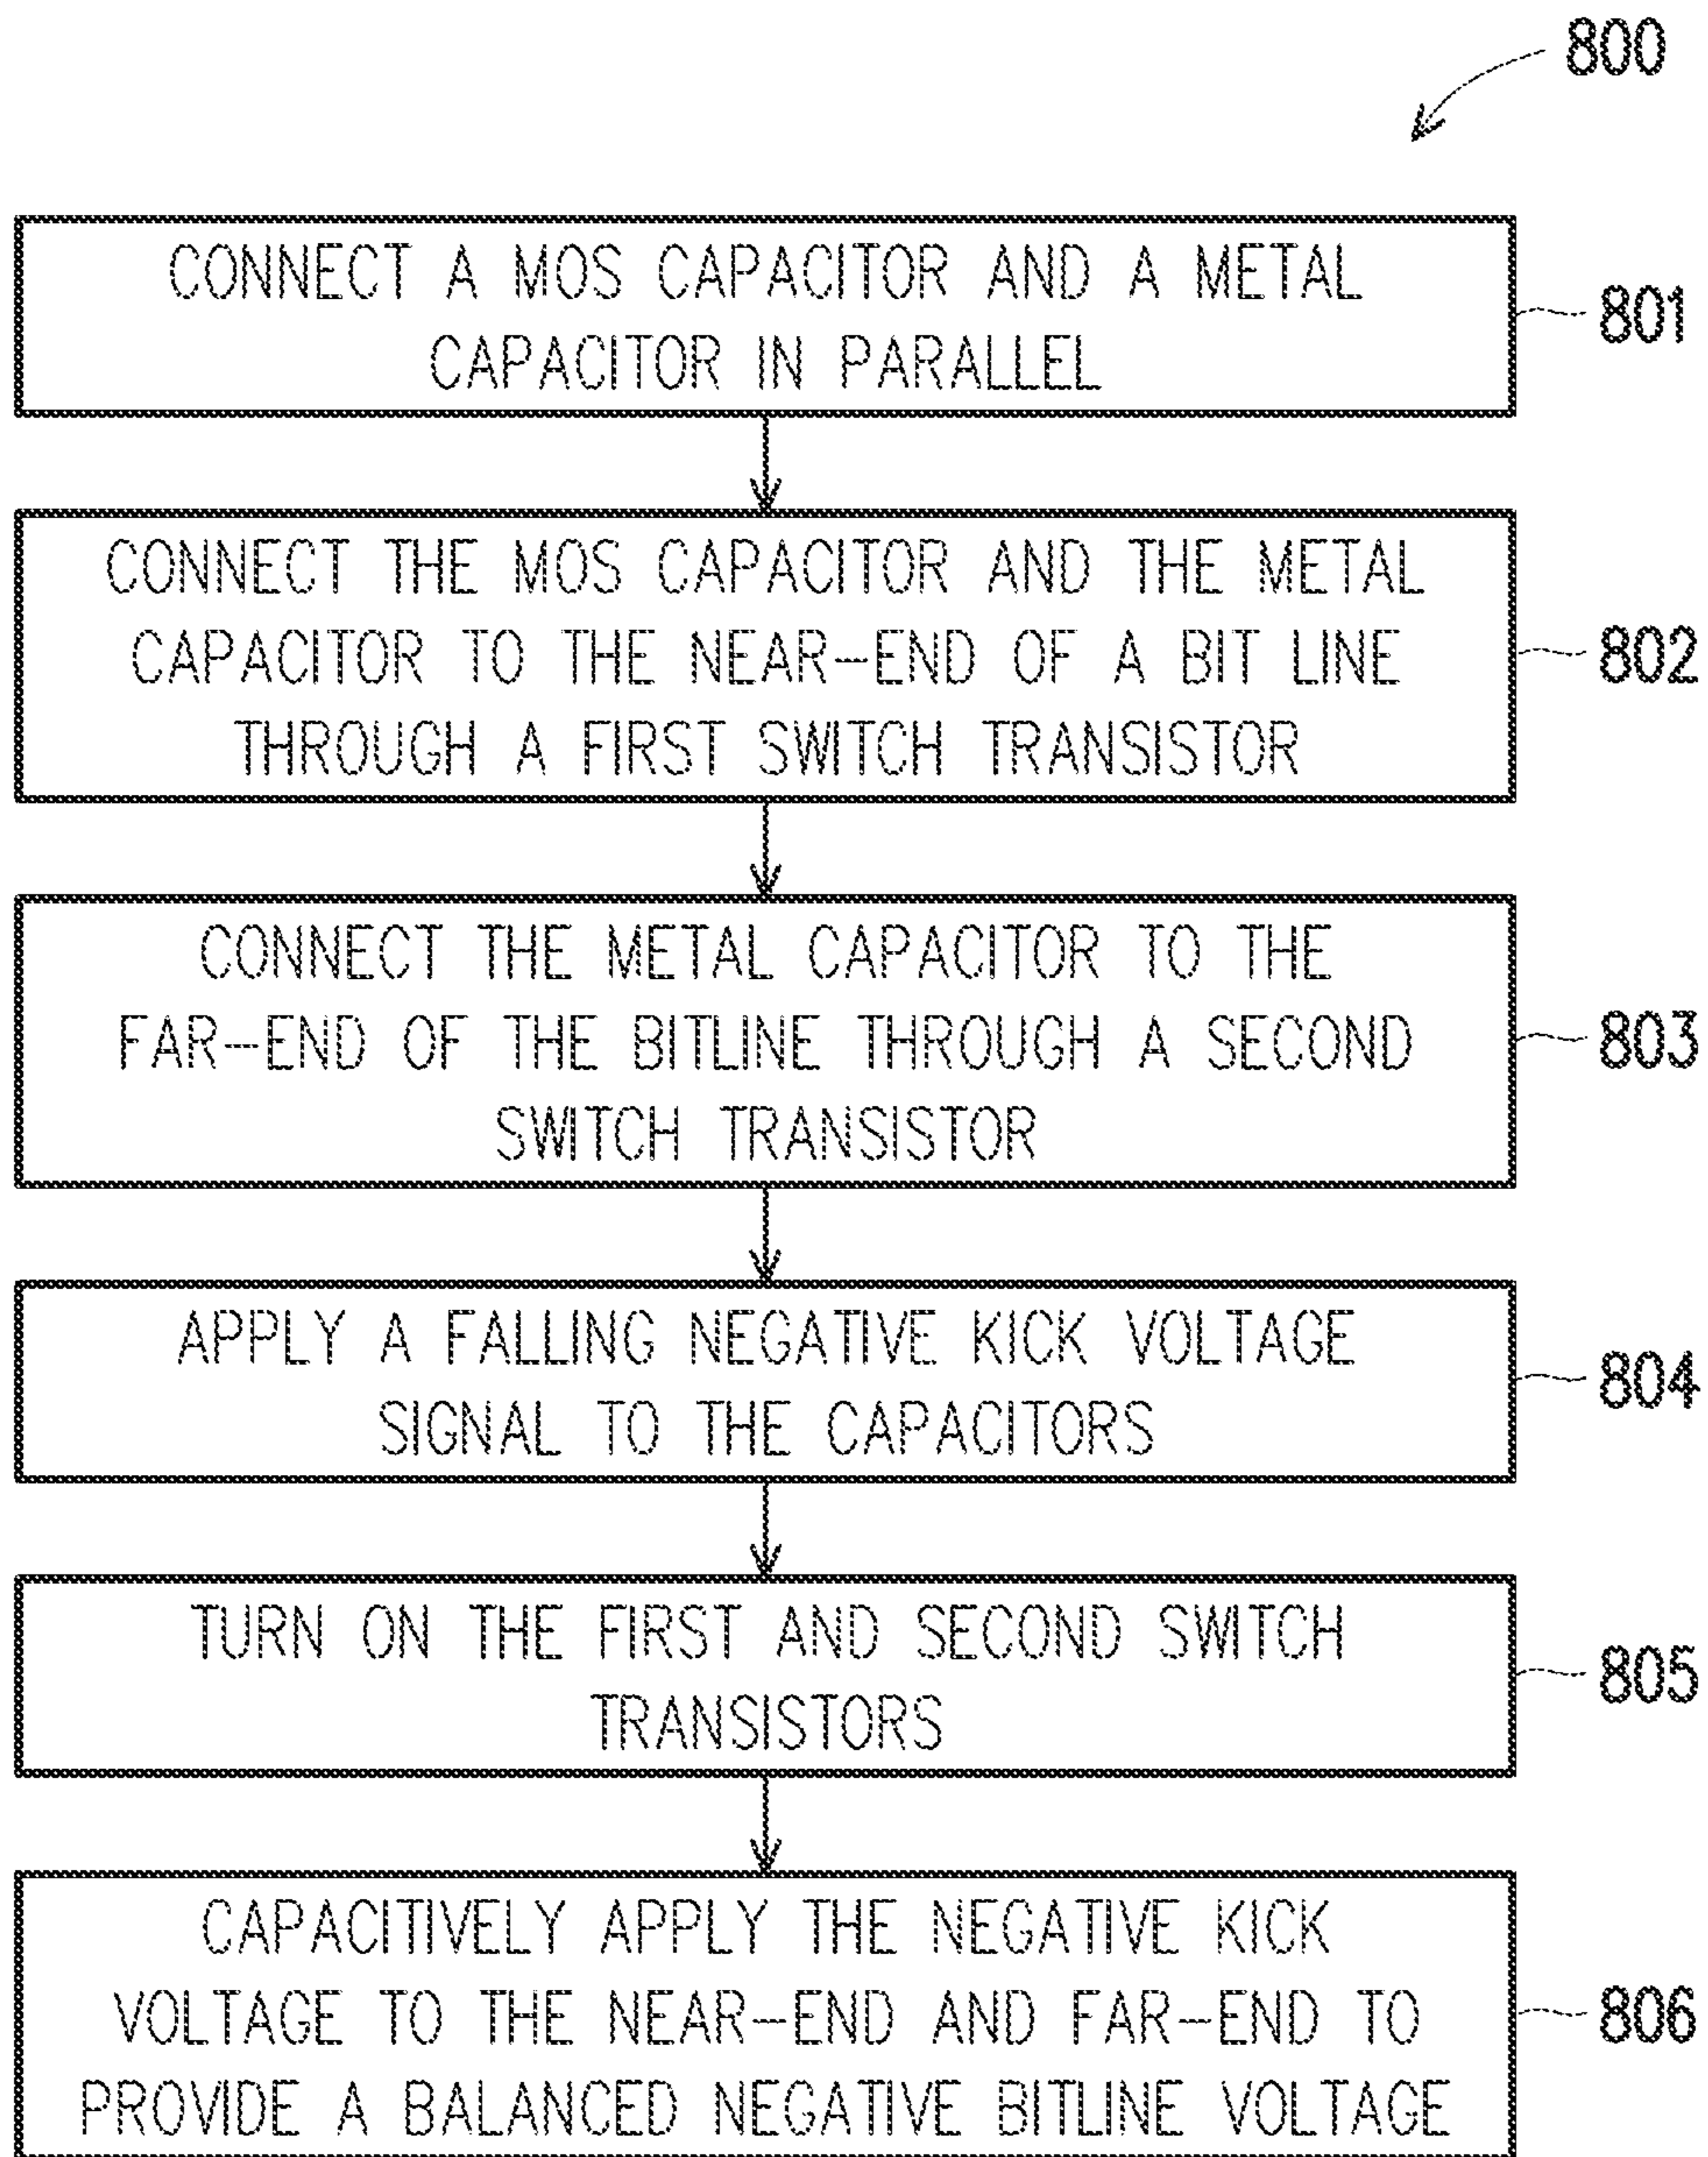 800
CONNECT A MOS CAPACITOR AND A METAL
CAPACITOR IN PARALLEL
801
CONNECT THE MOS CAPACITOR AND THE METAL
CAPACITOR TO THE NEAR-END OF A BIT LINE
THROUGH A FIRST SWITCH TRANSISTOR
802
CONNECT THE METAL CAPACITOR TO THE
FAR-END OF THE BITLINE THROUGH A SECOND
SWITCH TRANSISTOR
803
APPLY A FALLING NEGATIVE KICK VOLTAGE
SIGNAL TO THE CAPACITORS
804
TURN ON THE FIRST AND SECOND SWITCH
TRANSISTORS
805
CAPACITIVELY APPLY THE NEGATIVE KICK
VOLTAGE TO THE NEAR-END AND FAR-END TO
PROVIDE A BALANCED NEGATIVE BITLINE VOLTAGE
806